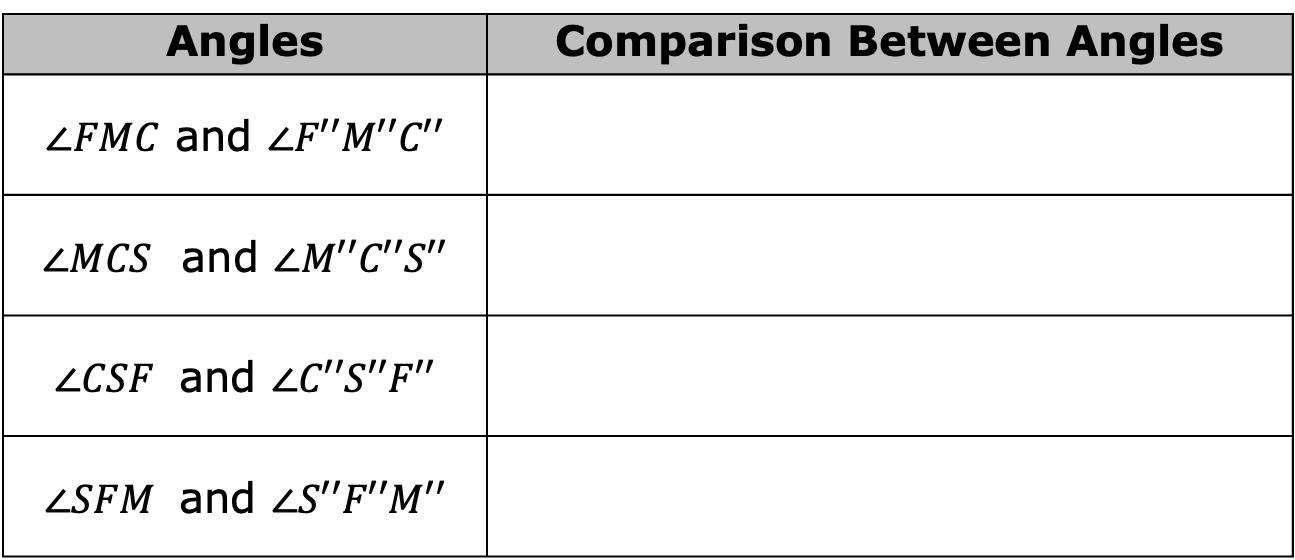 Angles Comparison Between Angles
∠FMC and ∠F′′M′′C′′
∠MCS and ∠M′′C′′S′′
∠CSF and ∠C′′S′′F′′
∠SFM and ∠S′′F′′M′′